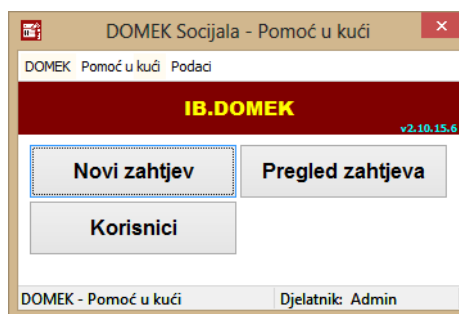 DOMEK Socijala - Pomoć u kući
DOMEK Pomoć u kući Podaci
IB.DOMEK
v2.10.15.6
Novi zahtjev Pregled zahtjeva
Korisnici
DOMEK - Pomoć u kući Djelatnik: Admin